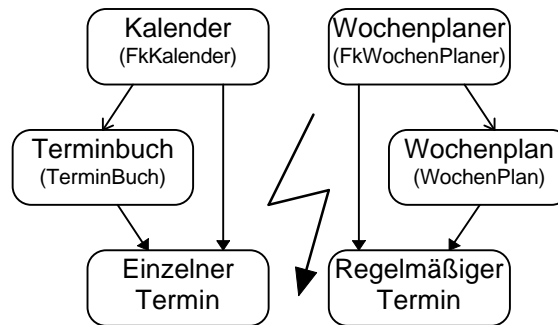 Kalender
(FkKalender)
Wochenplaner
(FkWochenPlaner)
Terminbuch
(TerminBuch)
Wochenplan
(WochenPlan)
Einzelner
Termin
Regelmäßiger
Termin